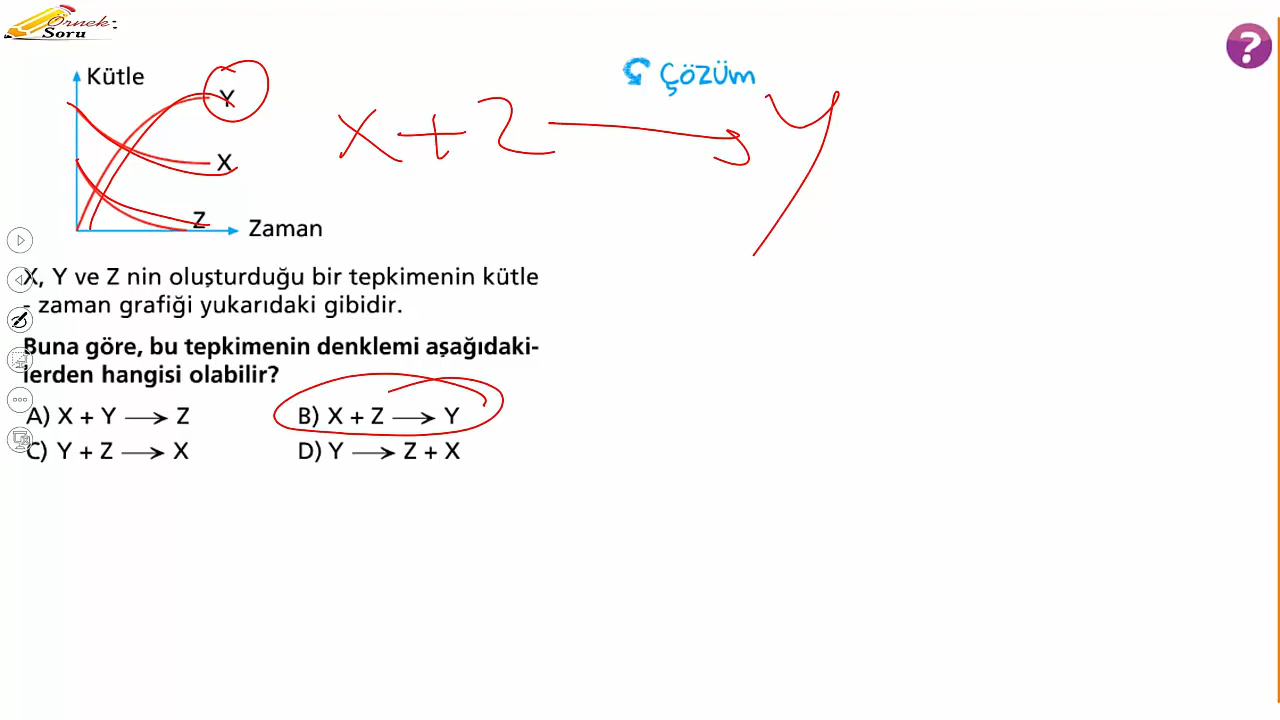 Örnek
Soru
?
Çözüm
Kütle
Y
X
Z
Zaman
X + Z → Y
X, Y ve Z nin oluşturduğu bir tepkimenin kütle
- zaman grafiği yukarıdaki gibidir.
Buna göre, bu tepkimenin denklemi aşağıdaki-
lerden hangisi olabilir?
A) X + Y → Z
B) X + Z → Y
C) Y + Z → X
D) Y → Z + X